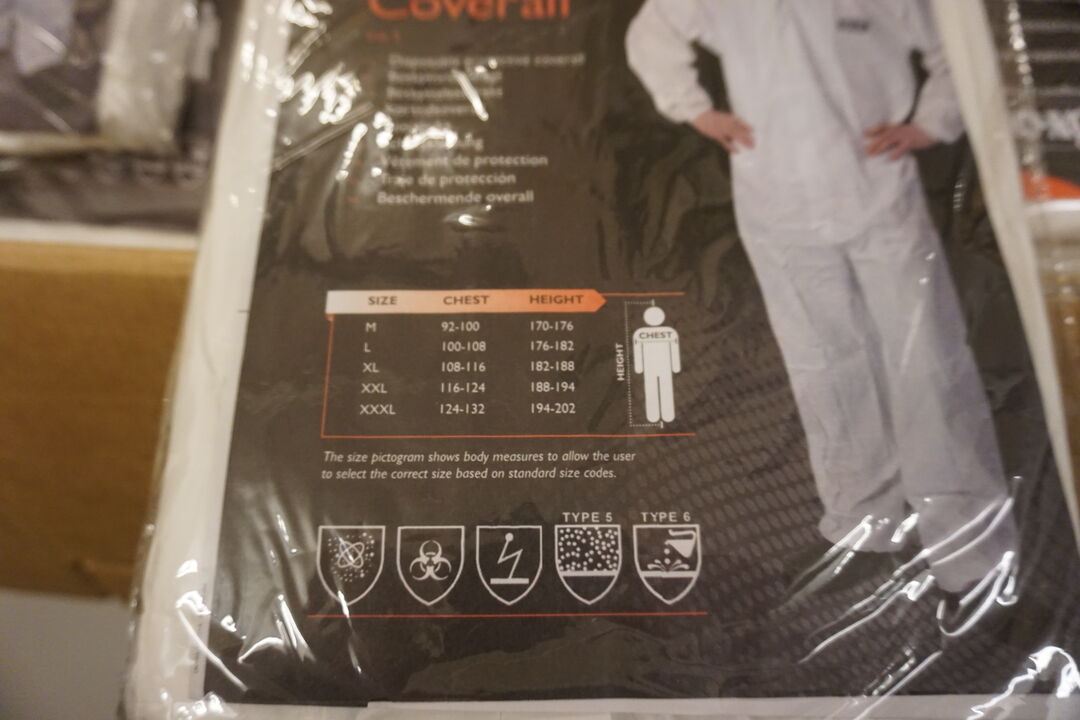 Coverall
Disposable protective coverall
Vêtement de protection
Traje de protección
Beschermende overall
SIZE CHEST HEIGHT
M 92-100 170-176
L 100-108 176-182
XL 108-116 182-188
XXL 116-124 188-194
XXXL 124-132 194-202
CHEST
HEIGHT
The size pictogram shows body measures to allow the user
to select the correct size based on standard size codes.
TYPE 5 TYPE 6